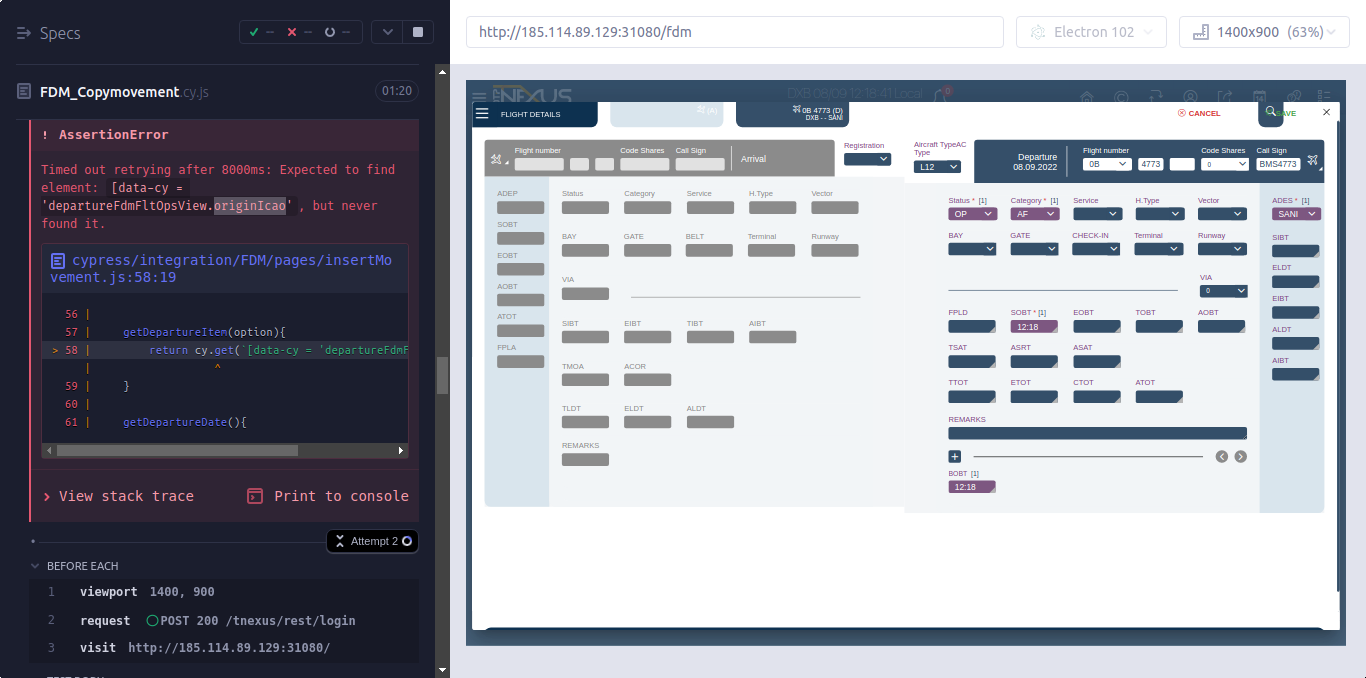 Specs
FDM_Copymovement.cy.js 01:20
! AssertionError
Timed out retrying after 8000ms: Expected to find
element: [data-cy =
'departureFdmFltOpsView.originIcao', but never
found it.
cypress/integration/FDM/pages/insertMo
vement.js:58:19
56 |
57 | getDepartureItem(option){
> 58 | return cy.get(`[data-cy = 'departureFdmF
| ^
59 | }
60 |
61 | getDepartureDate(){
View stack trace Print to console
Attempt 2
BEFORE EACH
1 viewport 1400, 900
2 request POST 200 /tnexus/rest/login
3 visit http://185.114.89.129:31080/
http://185.114.89.129:31080/fdm
Electron 102
1400x900 (63%)
NEXUS DXB 08/09 12:18:41 Local 0
FLIGHT DETAILS
(A)
0B 4773 (D)
DXB - - SANI
CANCEL SAVE
Flight number Code Shares Call Sign
Arrival
Registration
Aircraft TypeAC
Type
L12
Departure
08.09.2022
Flight number Code Shares Call Sign
0B 4773 0 BMS4773
ADEP
SOBT
EOBT
AOBT
ATOT
FPLA
Status Category Service H.Type Vector
BAY GATE BELT Terminal Runway
VIA
SIBT EIBT TIBT AIBT
TMOA ACOR
TLDT ELDT ALDT
REMARKS
Status * [1] Category * [1] Service H.Type Vector
OP AF
BAY GATE CHECK-IN Terminal Runway
VIA
0
FPLD SOBT * [1] EOBT TOBT AOBT
12:18
TSAT ASRT ASAT
TTOT ETOT CTOT ATOT
REMARKS
BOBT [1]
12:18
ADES * [1]
SANI
SIBT
ELDT
EIBT
ALDT
AIBT